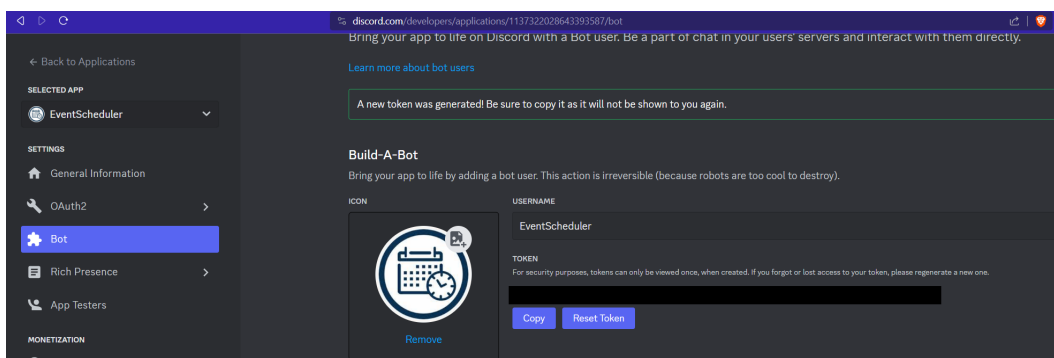 discord.com/developers/applications/1137322028643393587/bot
Bring your app to life on Discord with a Bot user. Be a part of chat in your users' servers and interact with them directly.
← Back to Applications
Learn more about bot users
SELECTED APP
EventScheduler
A new token was generated! Be sure to copy it as it will not be shown to you again.
SETTINGS
General Information
OAuth2
Bot
Rich Presence
App Testers
MONETIZATION
Build-A-Bot
Bring your app to life by adding a bot user. This action is irreversible (because robots are too cool to destroy).
ICON
Remove
USERNAME
EventScheduler
TOKEN
For security purposes, tokens can only be viewed once, when created. If you forgot or lost access to your token, please regenerate a new one.
Copy
Reset Token